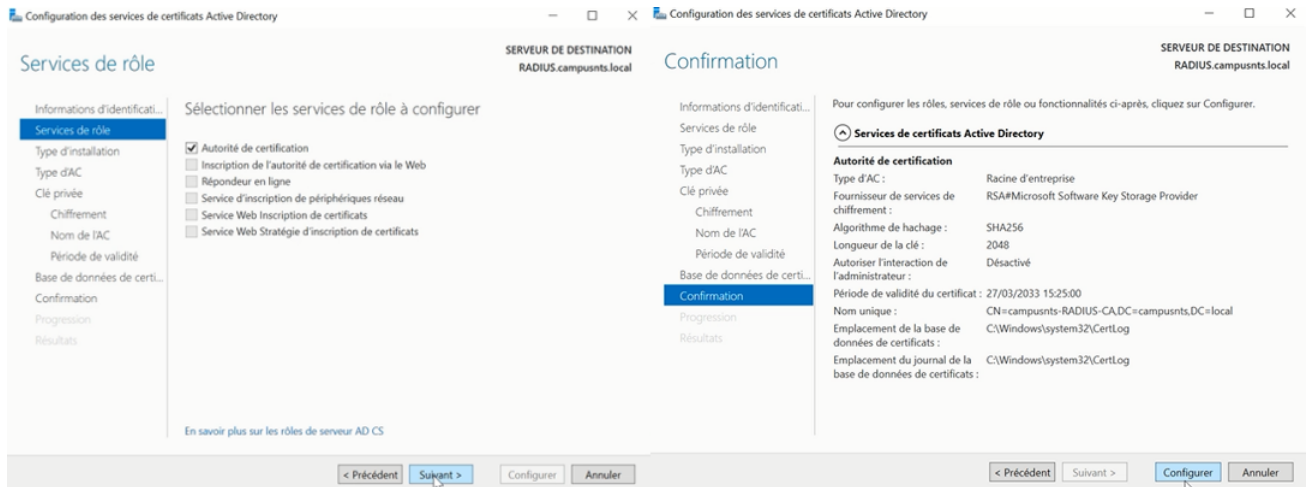 Configuration des services de certificats Active Directory
Services de rôle
SERVEUR DE DESTINATION
RADIUS.campusnts.local
Informations d'identificati...
Services de rôle
Type d'installation
Type d'AC
Clé privée
Chiffrement
Nom de l'AC
Période de validité
Base de données de certi...
Confirmation
Progression
Résultats
Sélectionner les services de rôle à configurer
Autorité de certification
Inscription de l'autorité de certification via le Web
Répondeur en ligne
Service d'inscription de périphériques réseau
Service Web Inscription de certificats
Service Web Stratégie d'inscription de certificats
En savoir plus sur les rôles de serveur AD CS
< Précédent Suivant > Configurer Annuler
Configuration des services de certificats Active Directory
Confirmation
SERVEUR DE DESTINATION
RADIUS.campusnts.local
Informations d'identificati...
Services de rôle
Type d'installation
Type d'AC
Clé privée
Chiffrement
Nom de l'AC
Période de validité
Base de données de certi...
Confirmation
Progression
Résultats
Pour configurer les rôles, services de rôle ou fonctionnalités ci-après, cliquez sur Configurer.
Services de certificats Active Directory
Autorité de certification
Type d'AC : Racine d'entreprise
Fournisseur de services de RSA#Microsoft Software Key Storage Provider
chiffrement :
Algorithme de hachage : SHA256
Longueur de la clé : 2048
Autoriser l'interaction de Désactivé
l'administrateur :
Période de validité du certificat : 27/03/2033 15:25:00
Nom unique : CN=campusnts-RADIUS-CA,DC=campusnts,DC=local
Emplacement de la base de C:\Windows\system32\CertLog
données de certificats :
Emplacement du journal de la C:\Windows\system32\CertLog
base de données de certificats :
< Précédent Suivant > Configurer Annuler